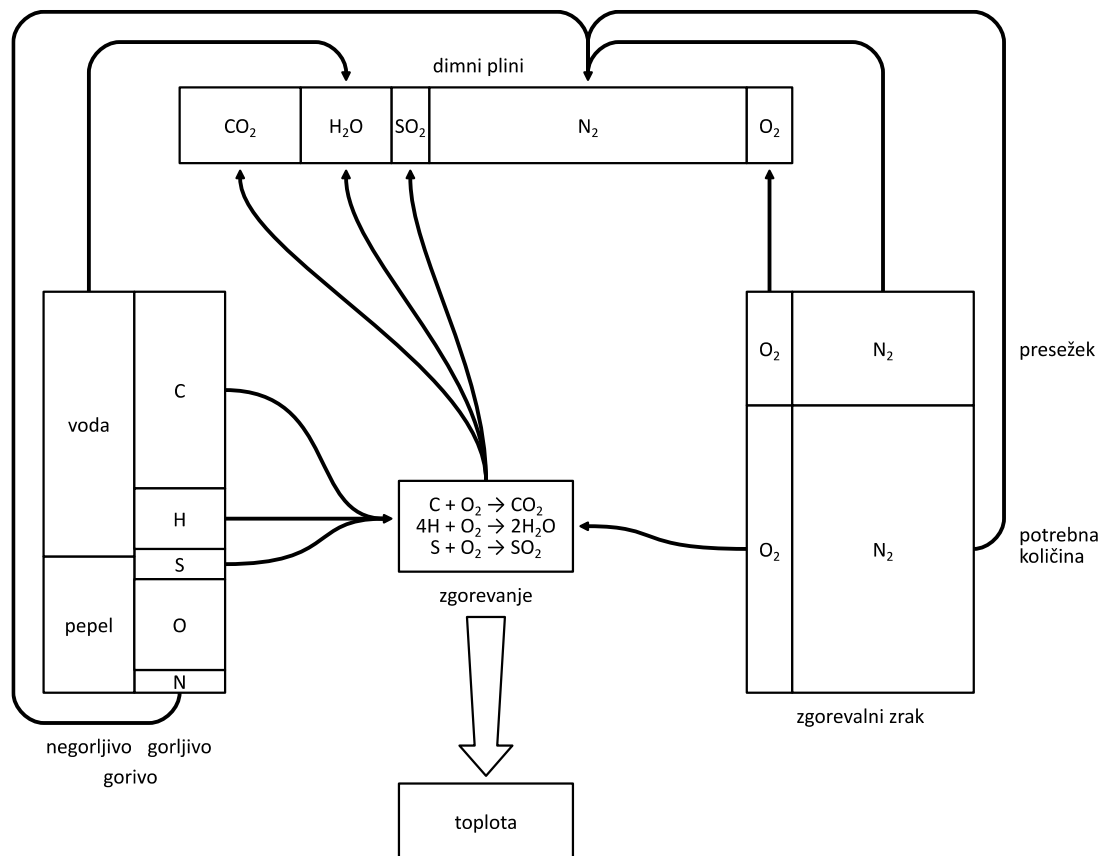 dimni plini
CO₂ H₂O SO₂ N₂ O₂
voda
pepel
C
H
S
O
N
negorljivo gorljivo
gorivo
C + O₂ → CO₂
4H + O₂ → 2H₂O
S + O₂ → SO₂
zgorevanje
toplota
O₂ N₂
presežek
O₂ N₂
potrebna
količina
zgorevalni zrak